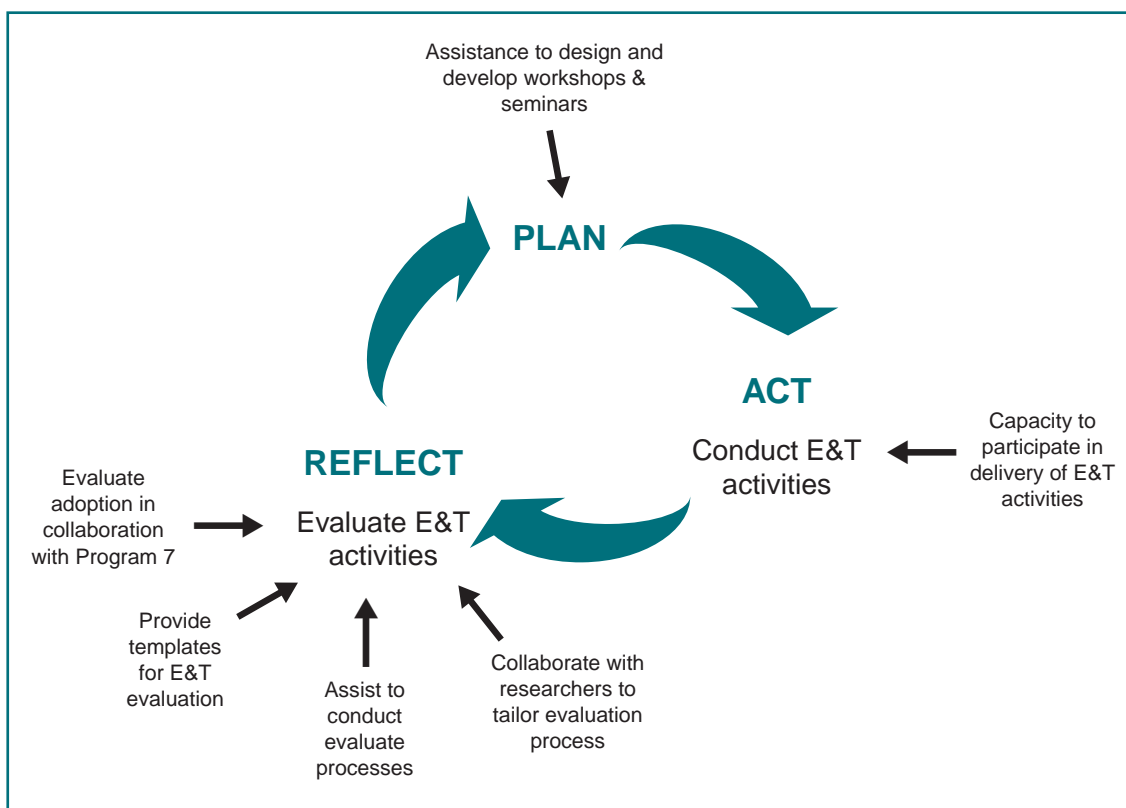 Assistance to design and
develop workshops &
seminars
PLAN
ACT
Conduct E&T
activities
Capacity to
participate in
delivery of E&T
activities
REFLECT
Evaluate E&T
activities
Evaluate
adoption in
collaboration
with Program 7
Provide
templates
for E&T
evaluation
Assist to
conduct
evaluate
processes
Collaborate with
researchers to
tailor evaluation
process